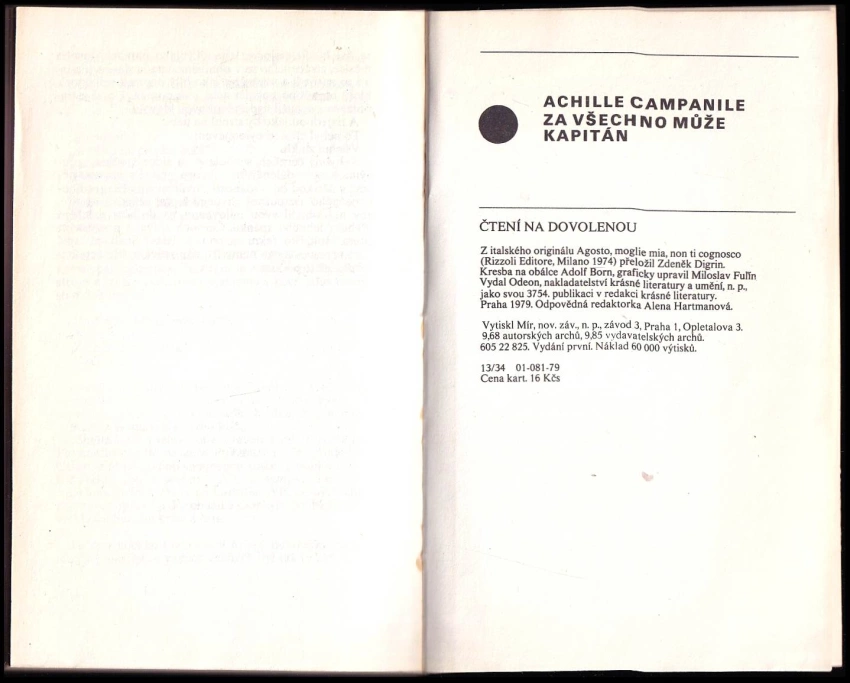 ACHILLE CAMPANILE
ZA VŠECHNO MŮŽE
KAPITÁN
ČTENÍ NA DOVOLENOU
Z italského originálu Agosto, moglie mia, non ti cognosco
(Rizzoli Editore, Milano 1974) přeložil Zdeněk Digrin.
Kresba na obálce Adolf Born, graficky upravil Miloslav Fulín
Vydal Odeon, nakladatelství krásné literatury a umění, n. p.,
jako svou 3754. publikaci v redakci krásné literatury.
Praha 1979. Odpovědná redaktorka Alena Hartmanová.
Vytiskl Mír, nov. záv., n. p., závod 3, Praha 1, Opletalova 3.
9,68 autorských archů, 9,85 vydavatelských archů.
605 22 825. Vydání první. Náklad 60 000 výtisků.
13/34 01-081-79
Cena kart. 16 Kčs